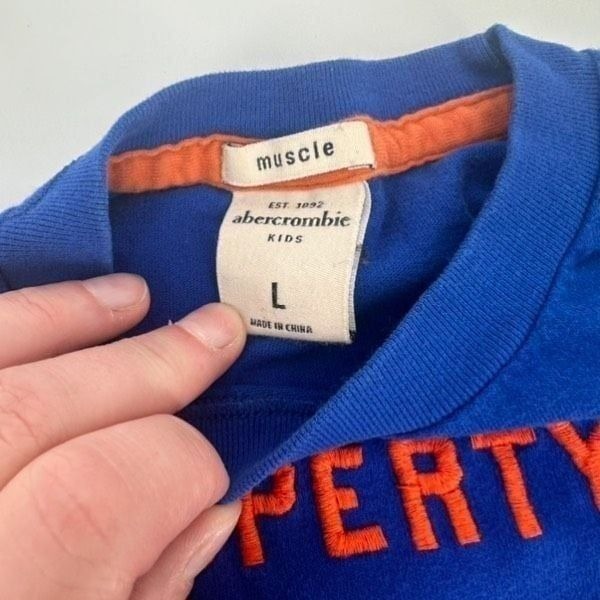 muscle
EST. 1892
abercrombie
KIDS
L
MADE IN CHINA
PERTY